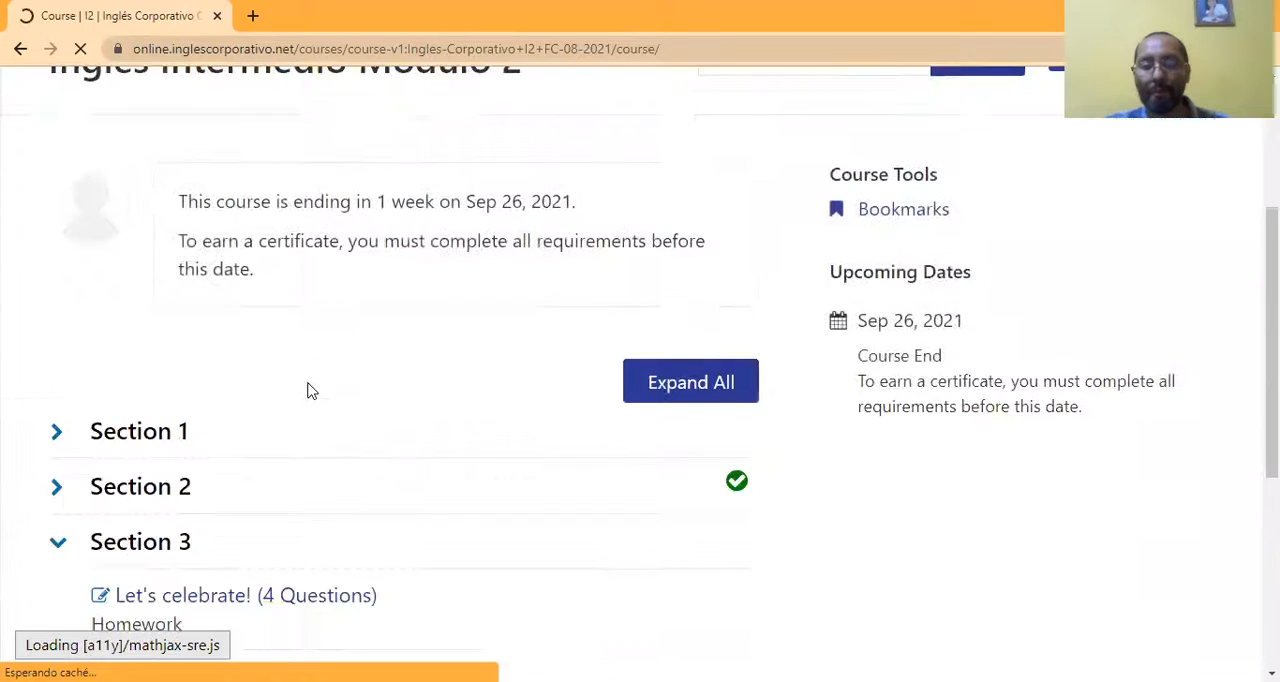 Course | I2 | Inglés Corporativo
online.inglescorporativo.net/courses/course-v1:Ingles-Corporativo+I2+FC-08-2021/course/
Inglés Intermedio Módulo 2
This course is ending in 1 week on Sep 26, 2021.
To earn a certificate, you must complete all requirements before
this date.
Course Tools
Bookmarks
Upcoming Dates
Sep 26, 2021
Course End
To earn a certificate, you must complete all
requirements before this date.
Expand All
Section 1
Section 2
Section 3
Let's celebrate! (4 Questions)
Homework
Loading [a11y]/mathjax-sre.js
Esperando caché...